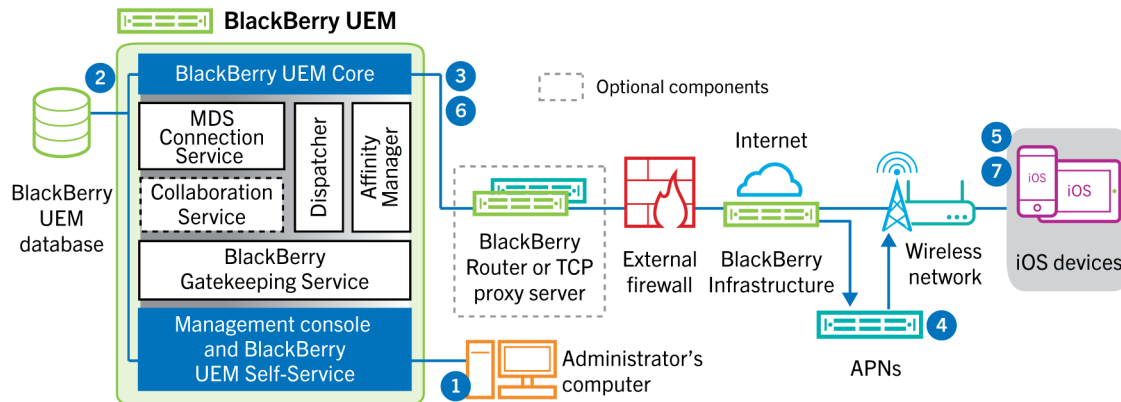 BlackBerry UEM
2
BlackBerry UEM Core
3
6
MDS
Connection
Service
Collaboration
Service
Dispatcher
Affinity
Manager
BlackBerry
Gatekeeping Service
Management console
and BlackBerry
UEM Self-Service
BlackBerry
UEM
database
1
Administrator's
computer
Optional components
BlackBerry
Router or TCP
proxy server
External
firewall
Internet
BlackBerry
Infrastructure
4
APNs
Wireless
network
5
7
iOS
iOS
iOS devices